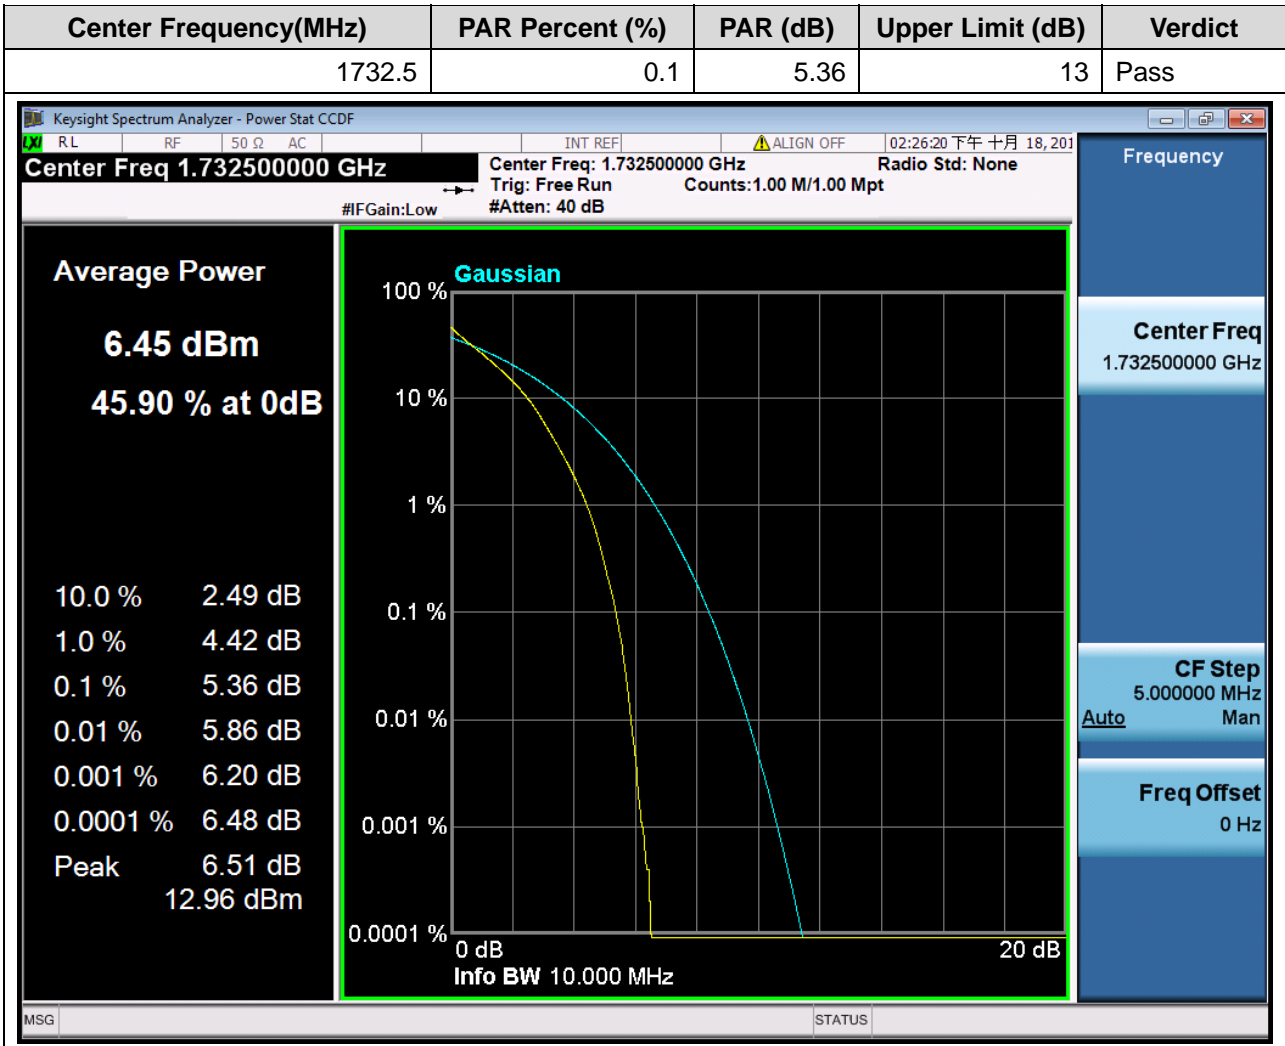 Center Frequency(MHz) PAR Percent (%) PAR (dB) Upper Limit (dB) Verdict
1732.5 0.1 5.36 13 Pass
Keysight Spectrum Analyzer - Power Stat CCDF
LXI RL RF 50 Ω AC INT REF ALIGN OFF 02:26:20 下午 十月 18, 201
Center Freq 1.732500000 GHz
Center Freq: 1.732500000 GHz Radio Std: None
Trig: Free Run Counts:1.00 M/1.00 Mpt
#IFGain:Low #Atten: 40 dB
Frequency
Average Power
6.45 dBm
45.90 % at 0dB
10.0 % 2.49 dB
1.0 % 4.42 dB
0.1 % 5.36 dB
0.01 % 5.86 dB
0.001 % 6.20 dB
0.0001 % 6.48 dB
Peak 6.51 dB
12.96 dBm
Gaussian
100 %
10 %
1 %
0.1 %
0.01 %
0.001 %
0.0001 %
0 dB 20 dB
Info BW 10.000 MHz
Center Freq
1.732500000 GHz
CF Step
5.000000 MHz
Auto Man
Freq Offset
0 Hz
MSG STATUS